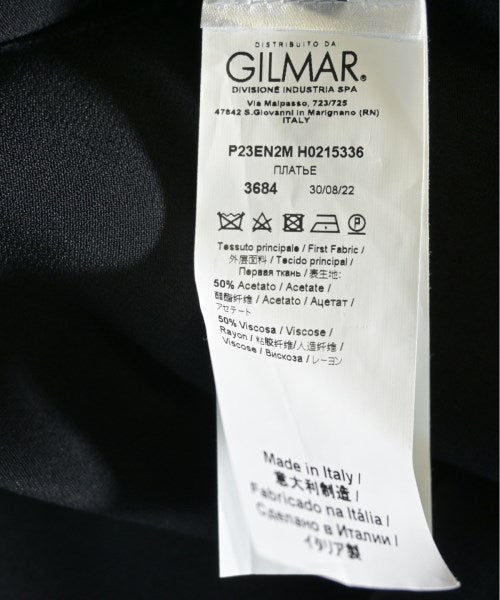 DISTRIBUITO DA
GILMAR®
DIVISIONE INDUSTRIA SPA
Via Malpasso, 723/725
47842 S.Giovanni in Marignano (RN)
ITALY
P23EN2M H0215336
ПЛАТЬЕ
3684 30/08/22
P
Tessuto principale / First Fabric /
外層面料 / Tecido principal /
Первая ткань / 表生地:
50% Acetato / Acetate /
醋酯纤维 / Acetato / Ацетат /
アセテート
50% Viscosa / Viscose /
Rayon / 粘胶纤维/人造纤维 /
Viscose / Вискоза / レーヨン
Made in Italy /
意大利制造 /
Fabricado na Itália /
Сделано в Италии /
イタリア製